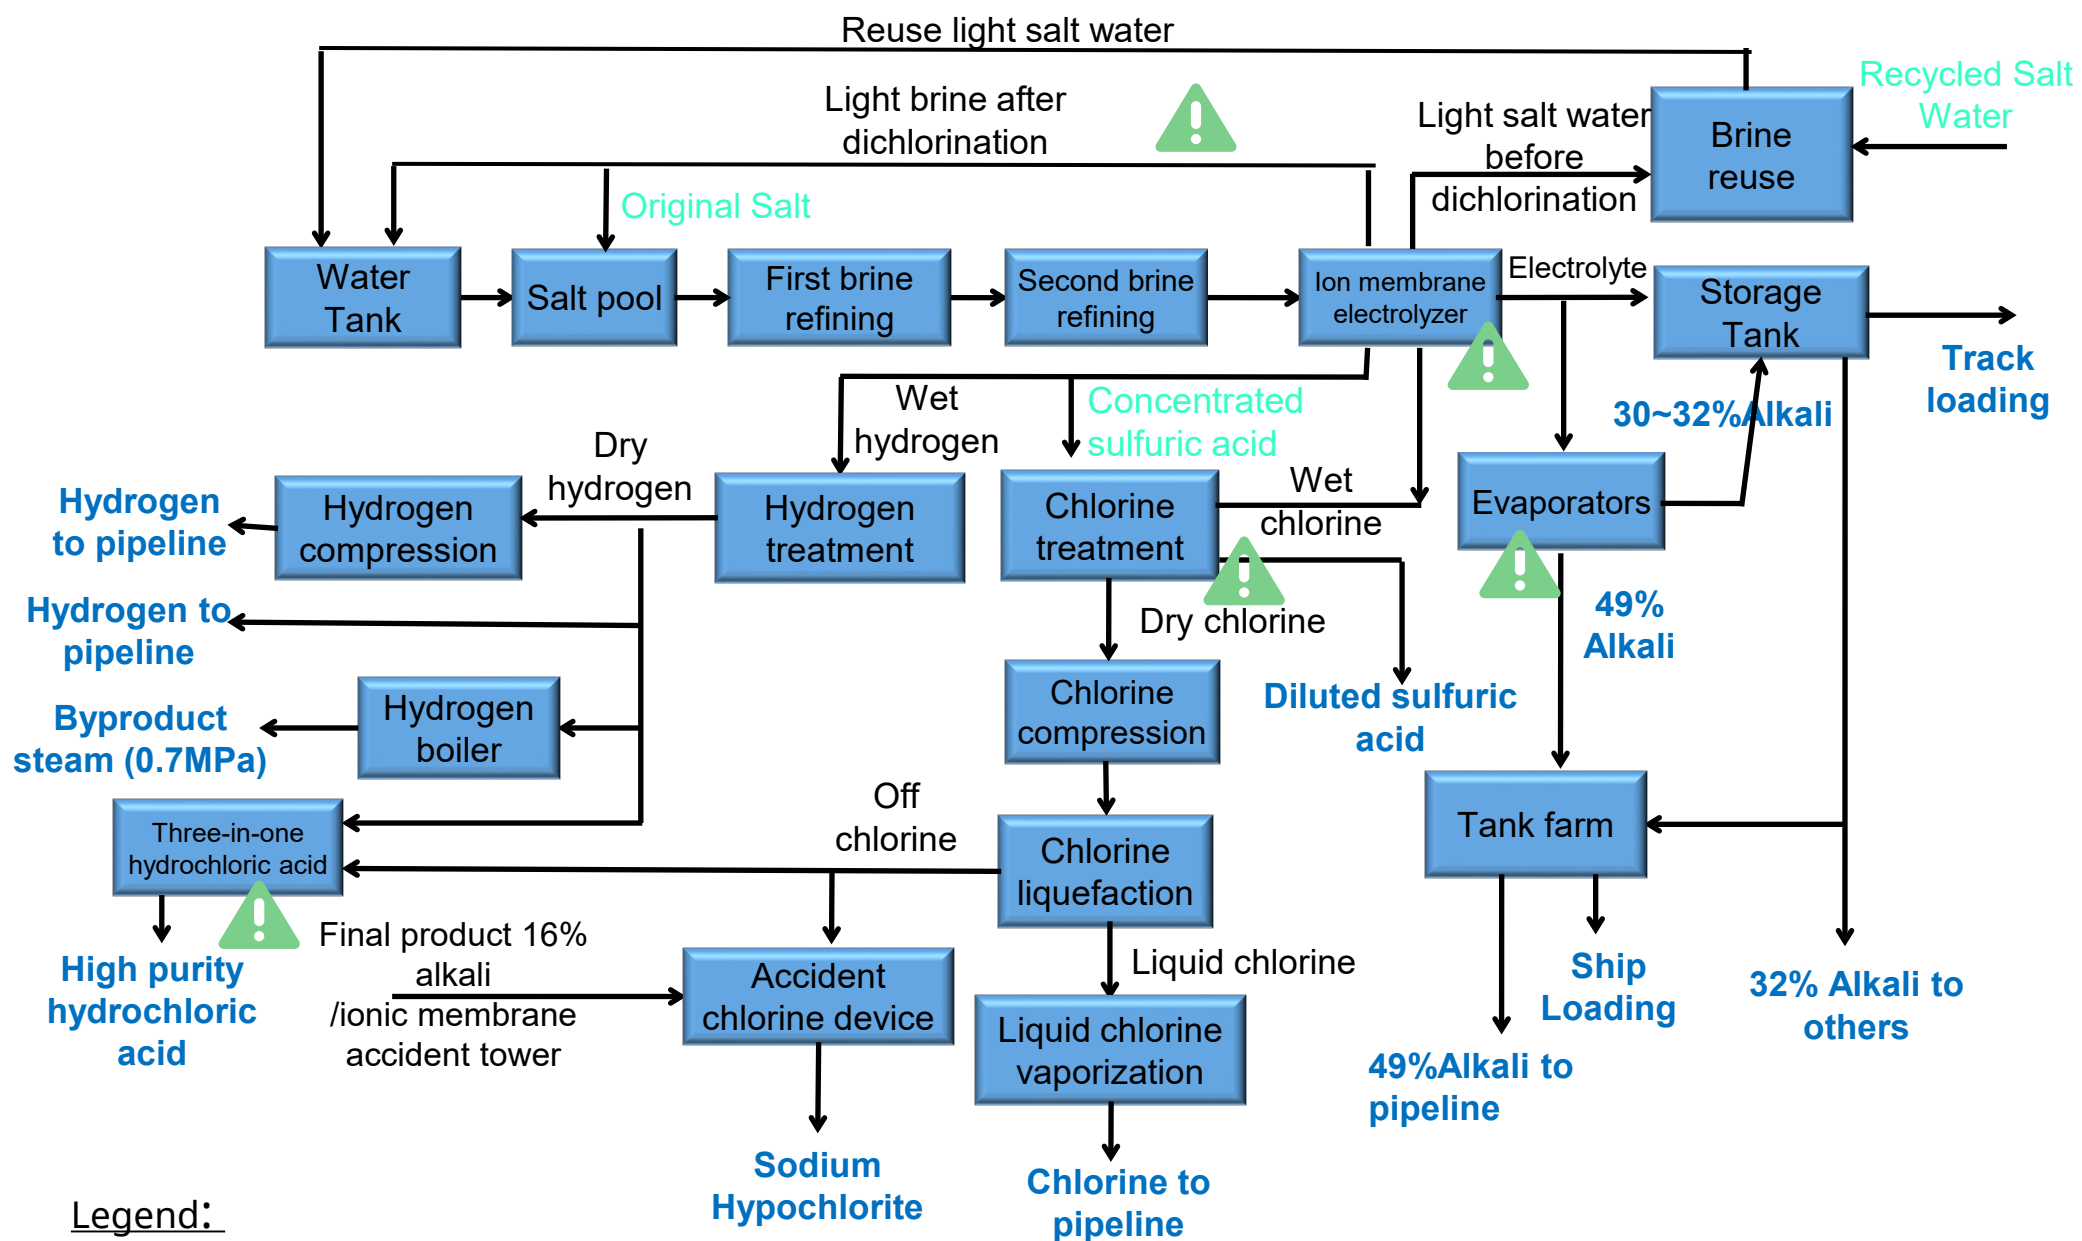 Reuse light salt water
Recycled Salt
Water
Light brine after
dichlorination
Light salt water
before
dichlorination
Brine
reuse
Original Salt
Water
Tank
Salt pool
First brine
refining
Second brine
refining
Ion membrane
electrolyzer
Electrolyte
Storage
Tank
Track
loading
Wet
hydrogen
Concentrated
sulfuric acid
30~32%Alkali
Dry
hydrogen
Wet
chlorine
Hydrogen
to pipeline
Hydrogen
compression
Hydrogen
treatment
Chlorine
treatment
Evaporators
Hydrogen to
pipeline
Dry chlorine
49%
Alkali
Byproduct
steam (0.7MPa)
Hydrogen
boiler
Chlorine
compression
Diluted sulfuric
acid
Off
chlorine
Three-in-one
hydrochloric acid
Chlorine
liquefaction
Tank farm
Final product 16%
alkali
/ionic membrane
accident tower
High purity
hydrochloric
acid
Accident
chlorine device
Liquid chlorine
Ship
Loading
32% Alkali to
others
Liquid chlorine
vaporization
49%Alkali to
pipeline
Sodium
Hypochlorite
Chlorine to
pipeline
Legend：